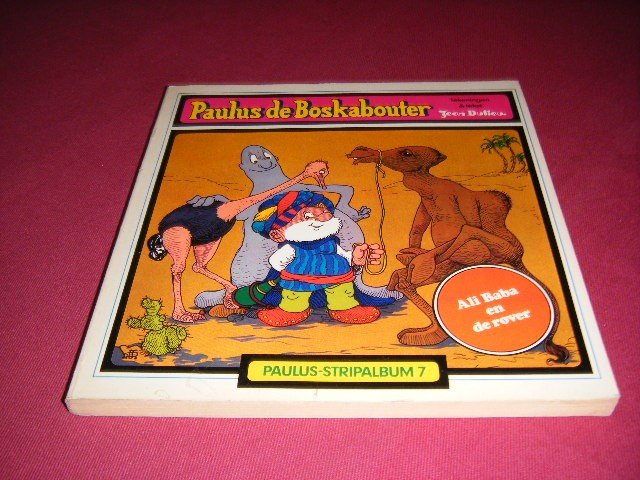 Paulus de Boskabouter
tekeningen
& tekst
Jean Dulieu
Ali Baba
en
de rover
PAULUS-STRIPALBUM 7